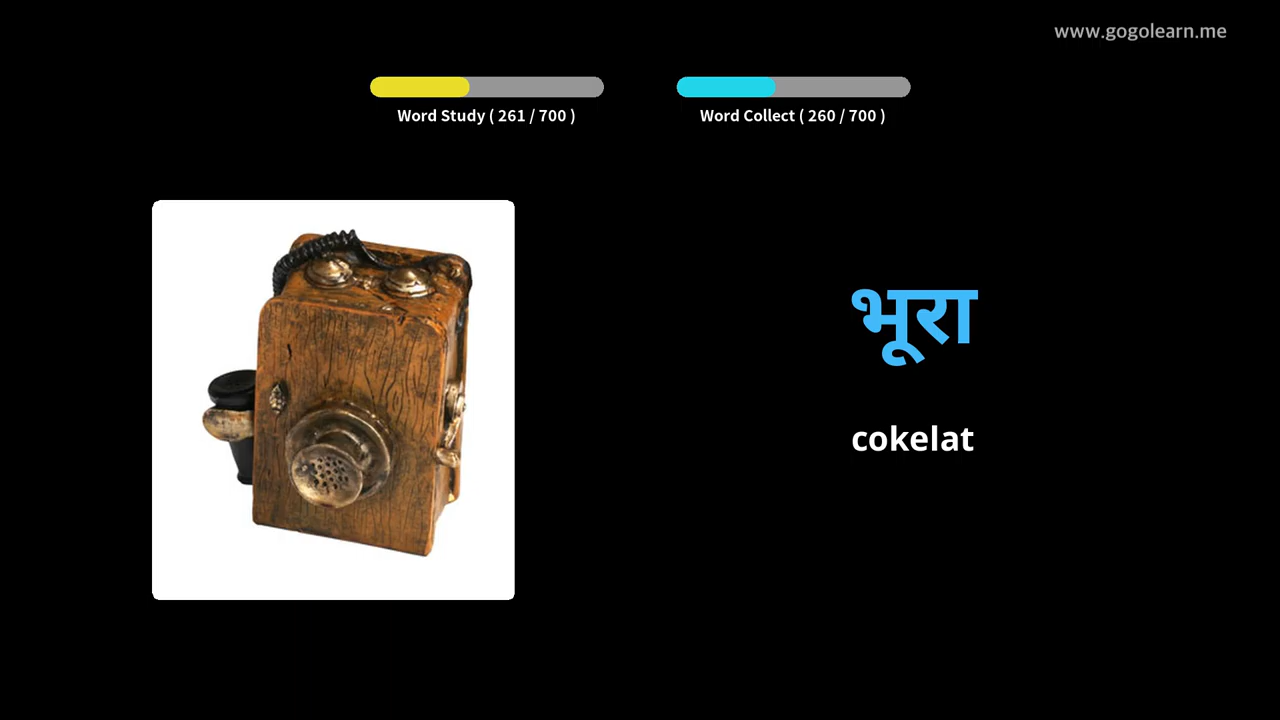 www.gogolearn.me
Word Study ( 261 / 700 )
Word Collect ( 260 / 700 )
भूरा
cokelat